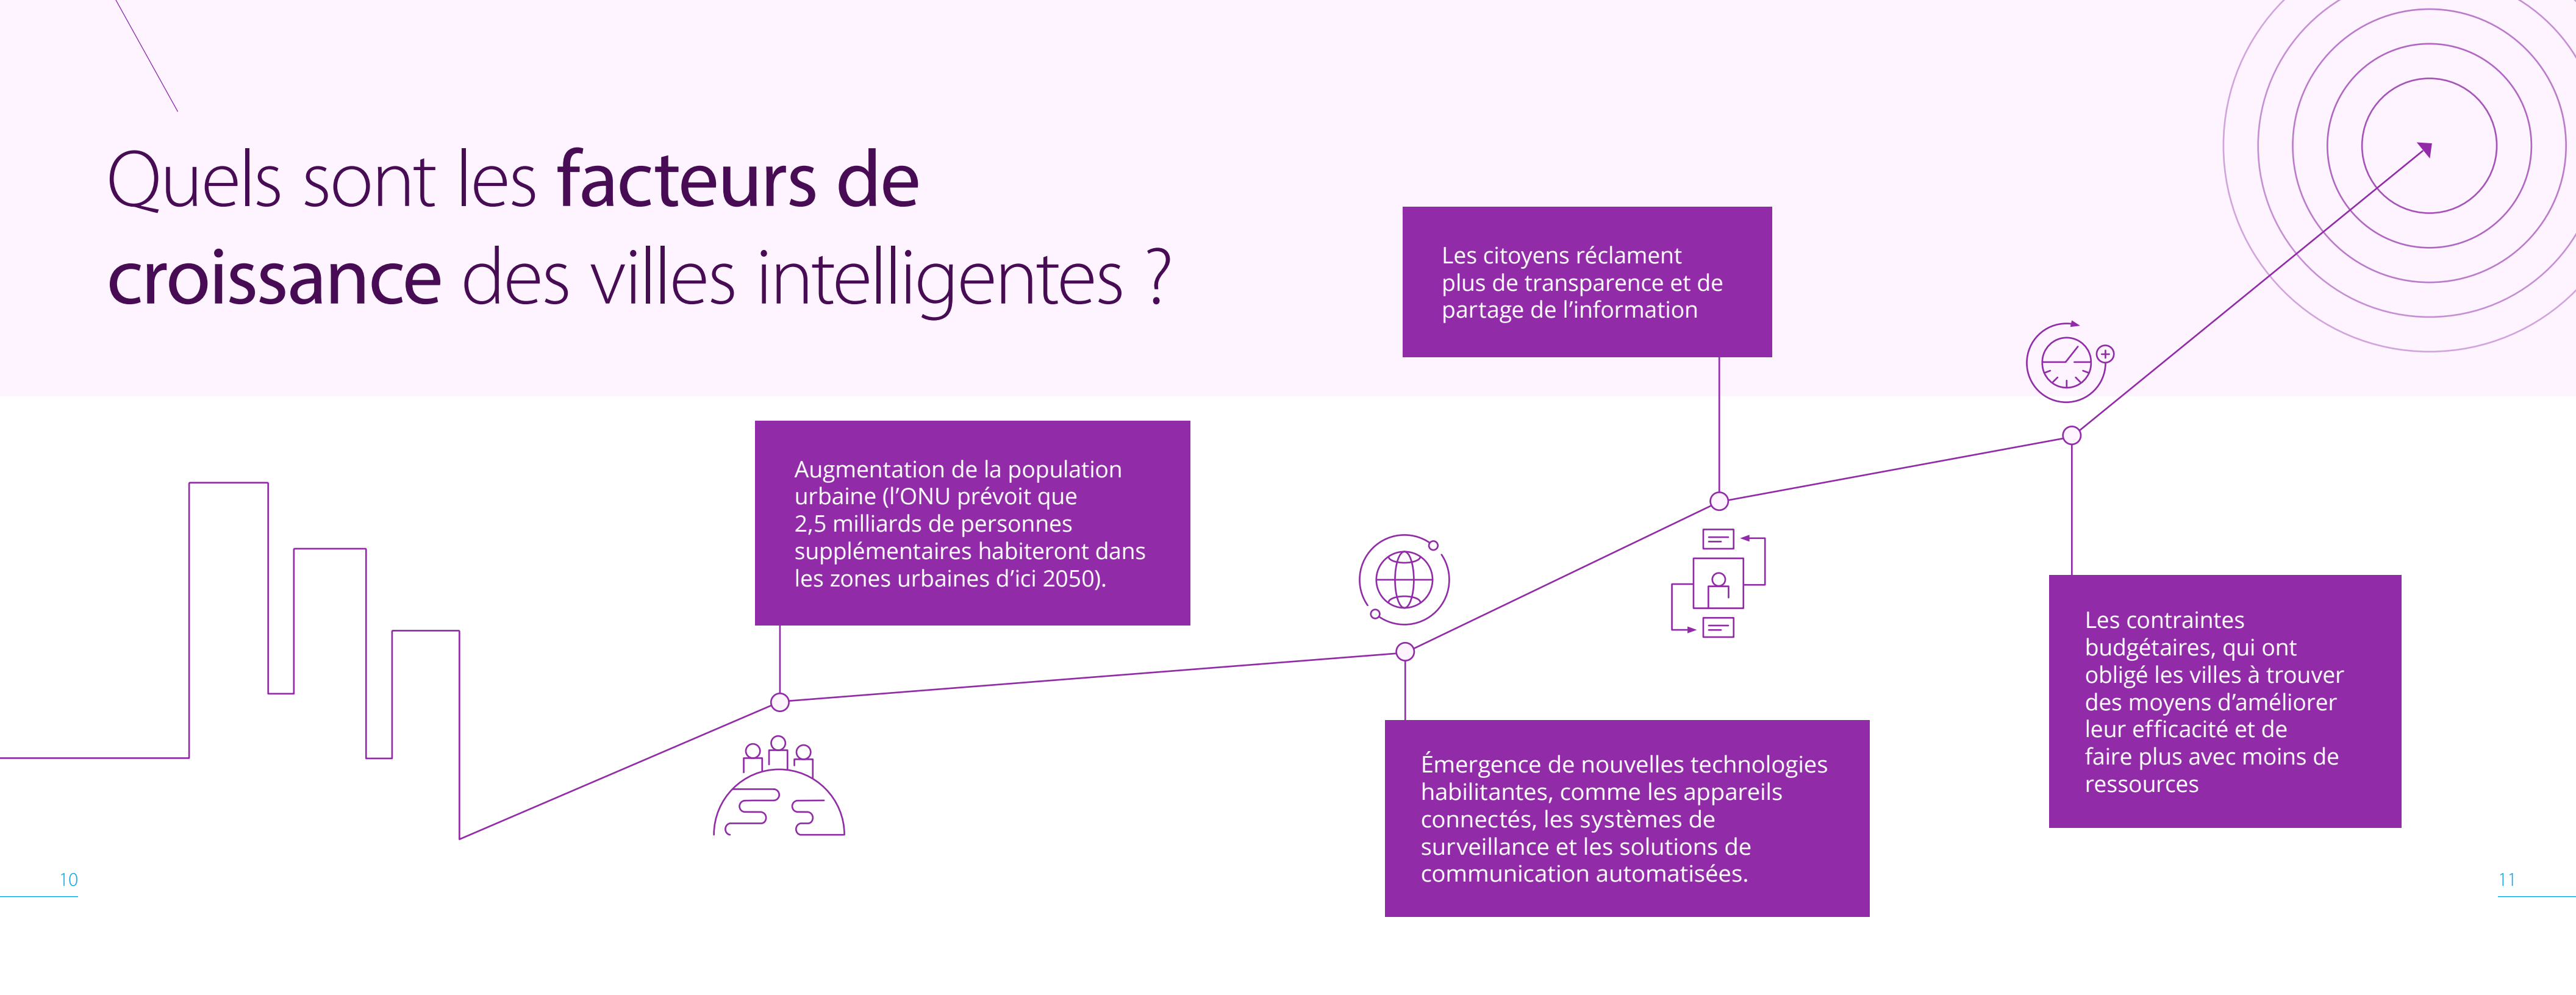 Quels sont les facteurs de
croissance des villes intelligentes ?
Augmentation de la population
urbaine (l’ONU prévoit que
2,5 milliards de personnes
supplémentaires habiteront dans
les zones urbaines d’ici 2050).
Émergence de nouvelles technologies
habilitantes, comme les appareils
connectés, les systèmes de
surveillance et les solutions de
communication automatisées.
Les citoyens réclament
plus de transparence et de
partage de l’information
Les contraintes
budgétaires, qui ont
obligé les villes à trouver
des moyens d’améliorer
leur efficacité et de
faire plus avec moins de
ressources
10
11